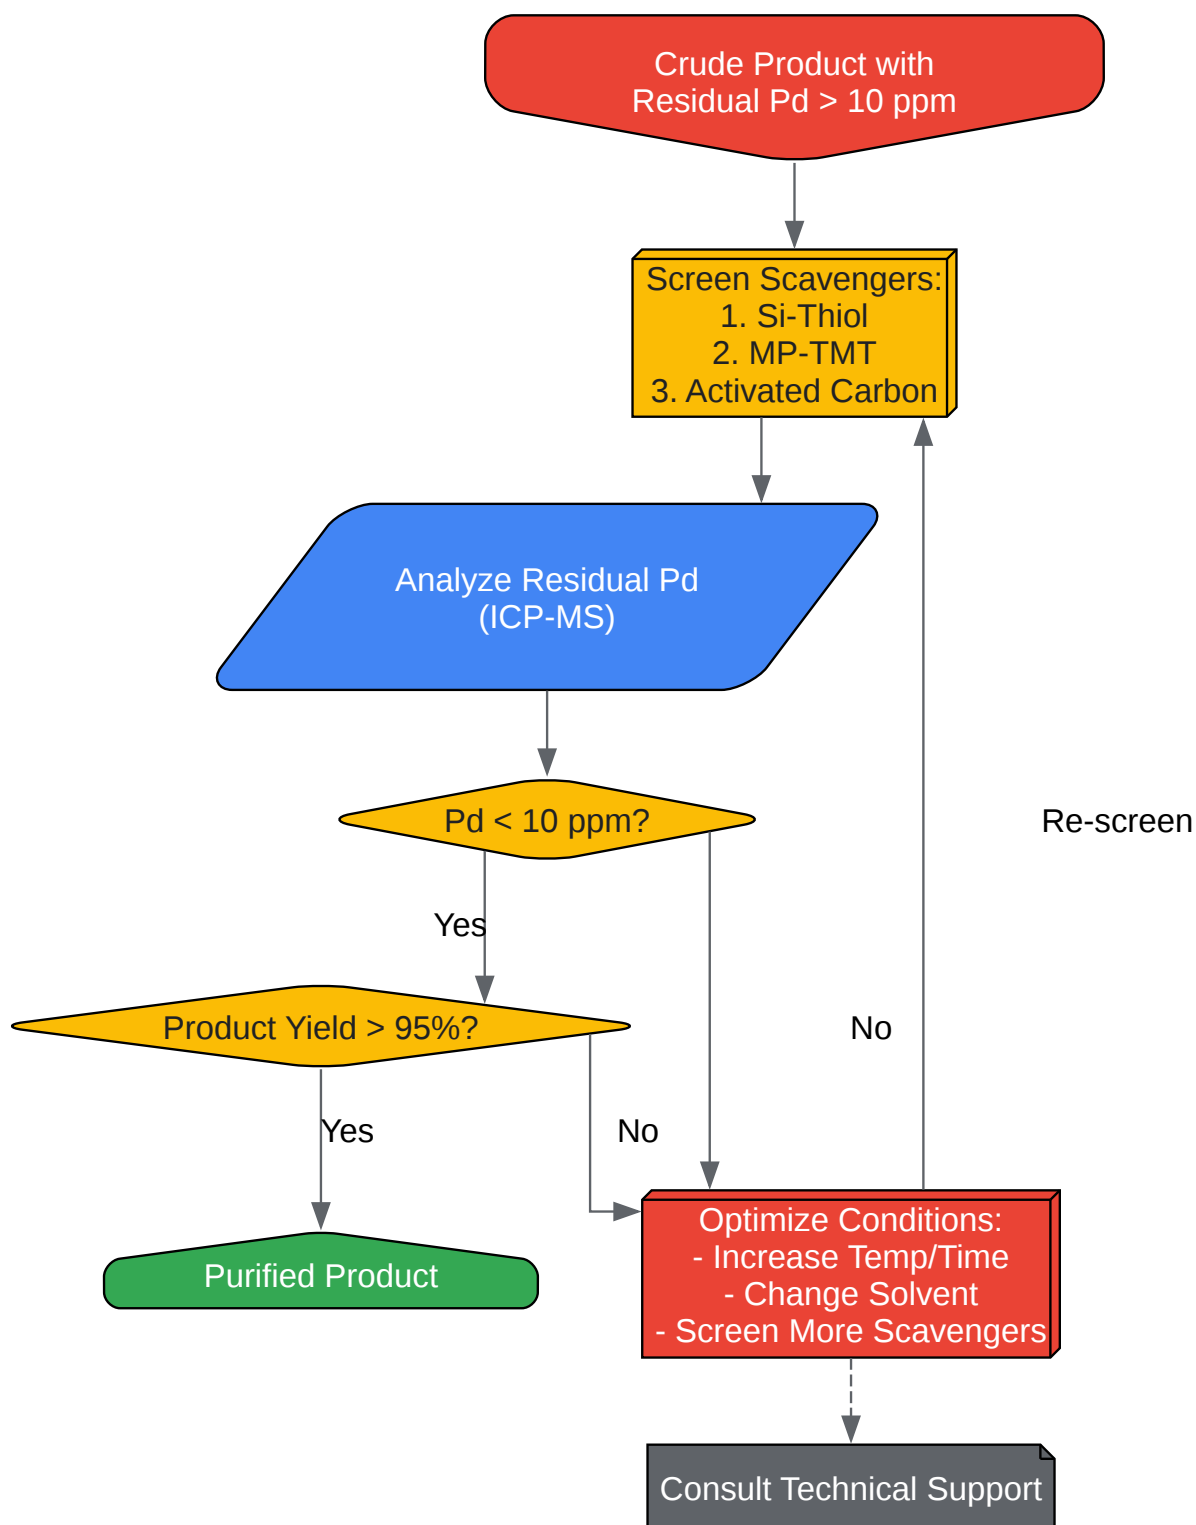 Crude Product with
Residual Pd > 10 ppm
Screen Scavengers:
1. Si-Thiol
2. MP-TMT
3. Activated Carbon
Analyze Residual Pd
(ICP-MS)
Pd < 10 ppm?
Re-screen
Yes
Product Yield > 95%?
No
Yes
No
Optimize Conditions:
- Increase Temp/Time
- Change Solvent
- Screen More Scavengers
Purified Product
Consult Technical Support